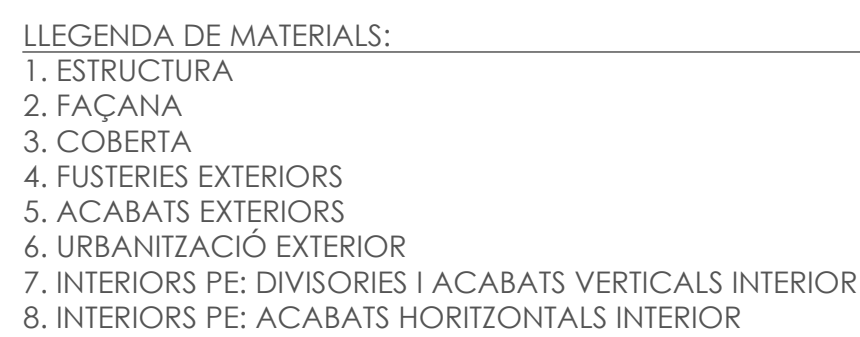 LLEGENDA DE MATERIALS:
1. ESTRUCTURA
2. FAÇANA
3. COBERTA
4. FUSTERIES EXTERIORS
5. ACABATS EXTERIORS
6. URBANITZACIÓ EXTERIOR
7. INTERIORS PE: DIVISORIES I ACABATS VERTICALS INTERIOR
8. INTERIORS PE: ACABATS HORITZONTALS INTERIOR